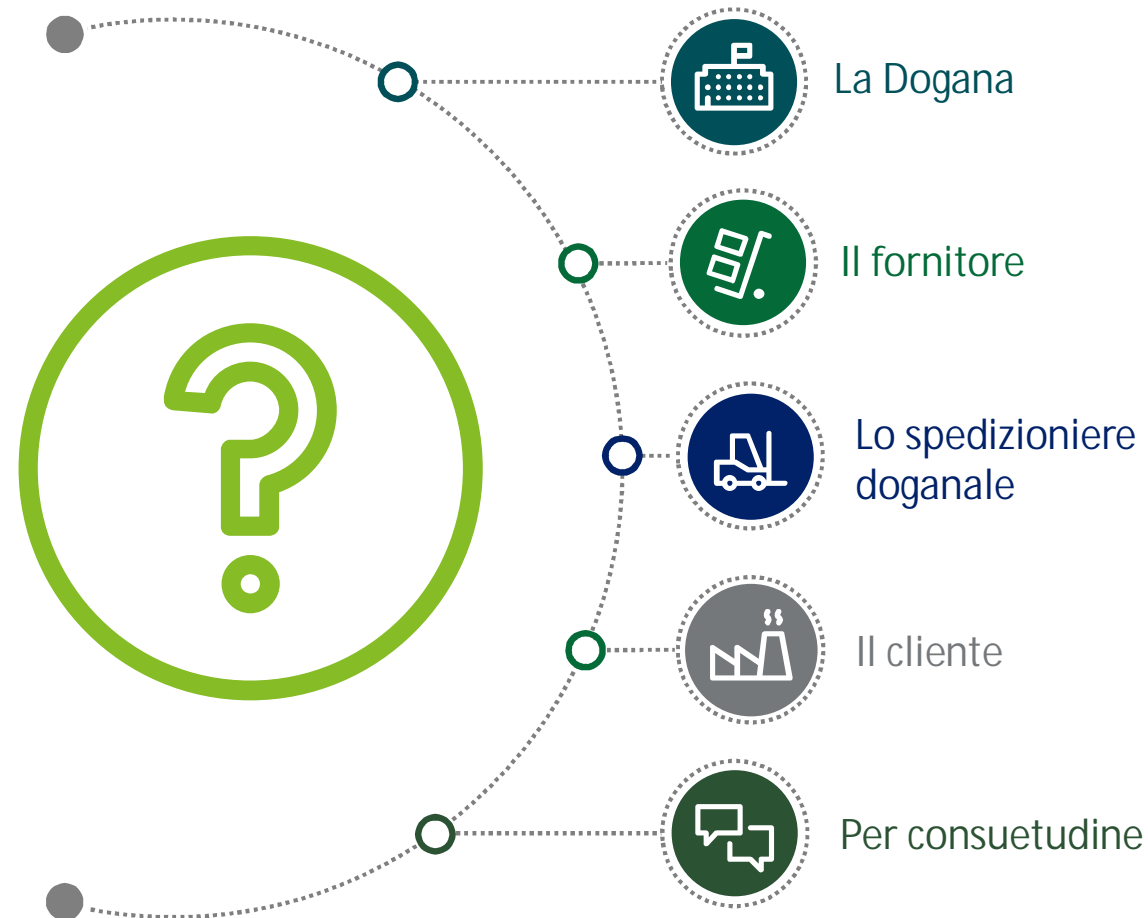 La Dogana
Il fornitore
Lo spedizioniere
doganale
Il cliente
Per consuetudine